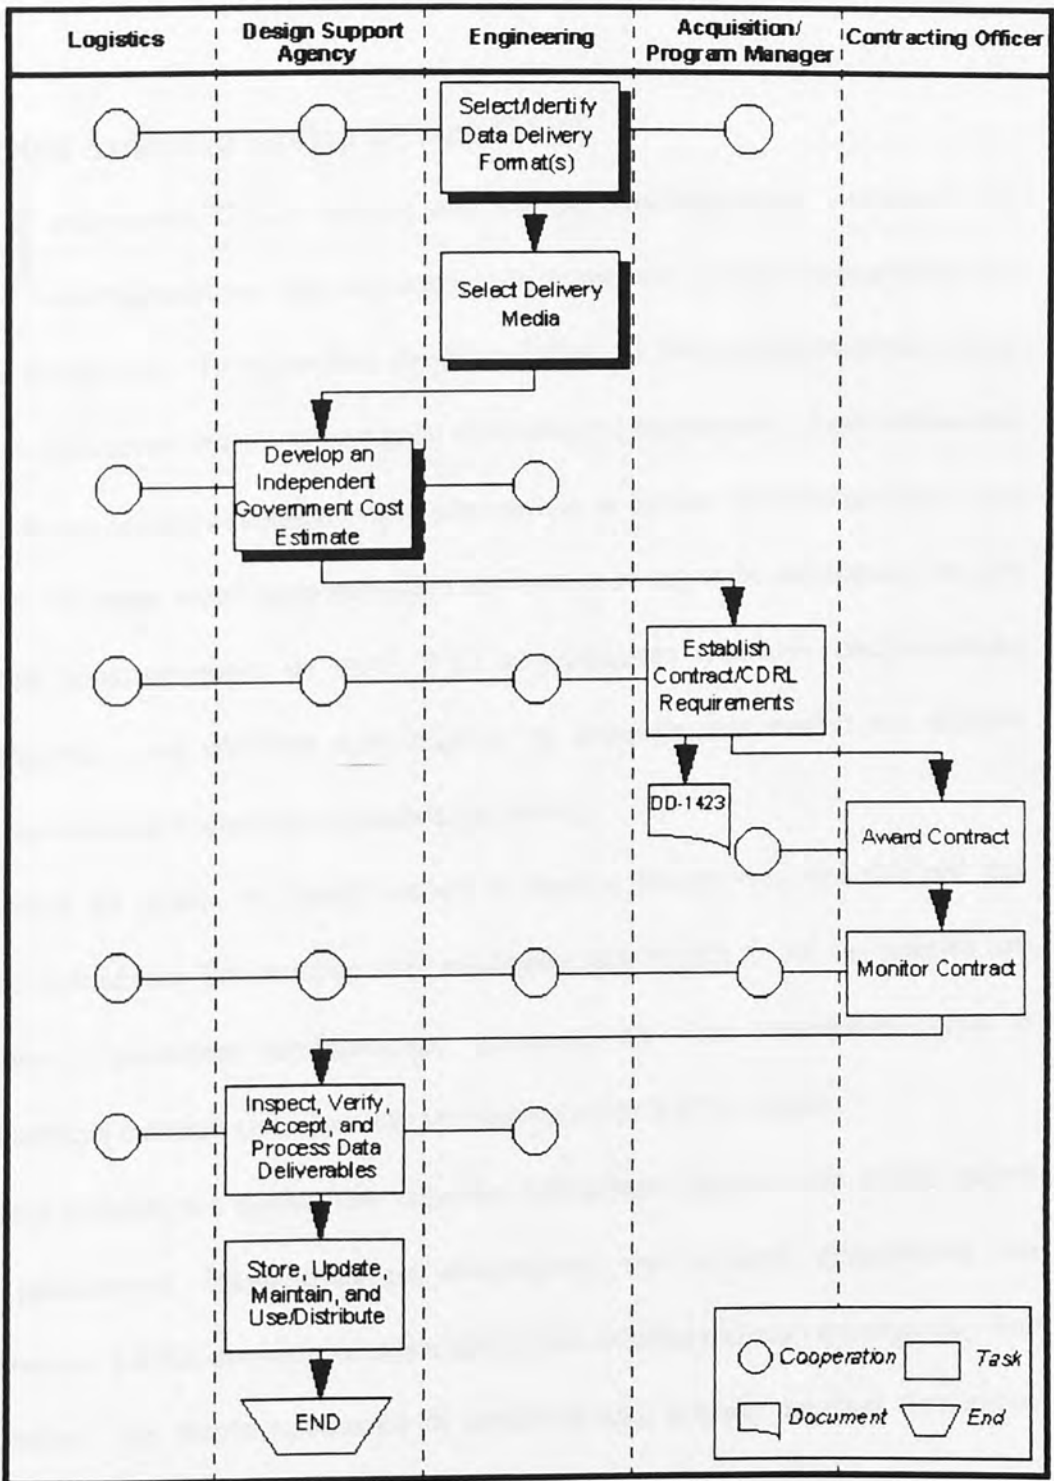 Logistics
Design Support
Agency
Engineering
Acquisition/
Program Manager
Contracting Officer
Select/Identify
Data Delivery
Format(s)
Select Delivery
Media
Develop an
Independent
Government Cost
Estimate
Establish
Contract/CDRL
Requirements
DD-1423
Award Contract
Monitor Contract
Inspect, Verify,
Accept, and
Process Data
Deliverables
Store, Update,
Maintain, and
Use/Distribute
END
Cooperation
Task
Document
End